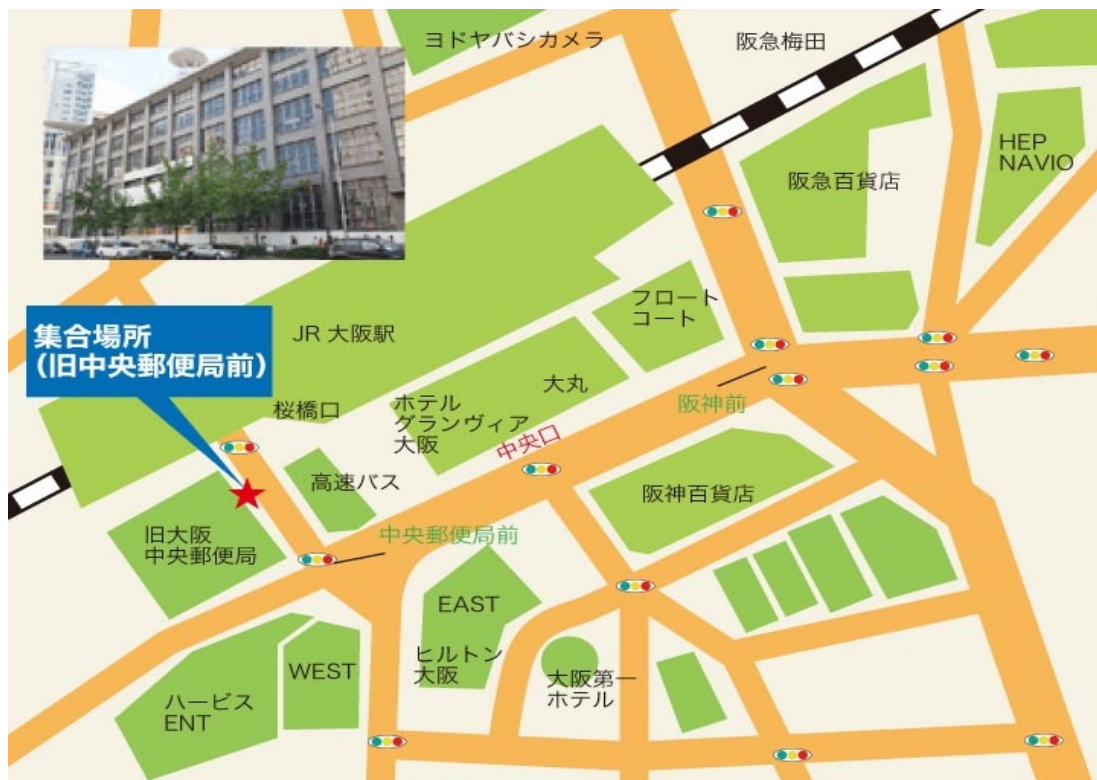 ヨドヤバシカメラ
阪急梅田
HEP
NAVIO
阪急百貨店
フロート
コート
集合場所
(旧中央郵便局前)
JR 大阪駅
大丸
桜橋口
ホテル
グランヴィア
大阪
阪神前
中央口
高速バス
阪神百貨店
旧大阪
中央郵便局
中央郵便局前
EAST
ヒルトン
大阪
WEST
大阪第一
ホテル
ハービス
ENT